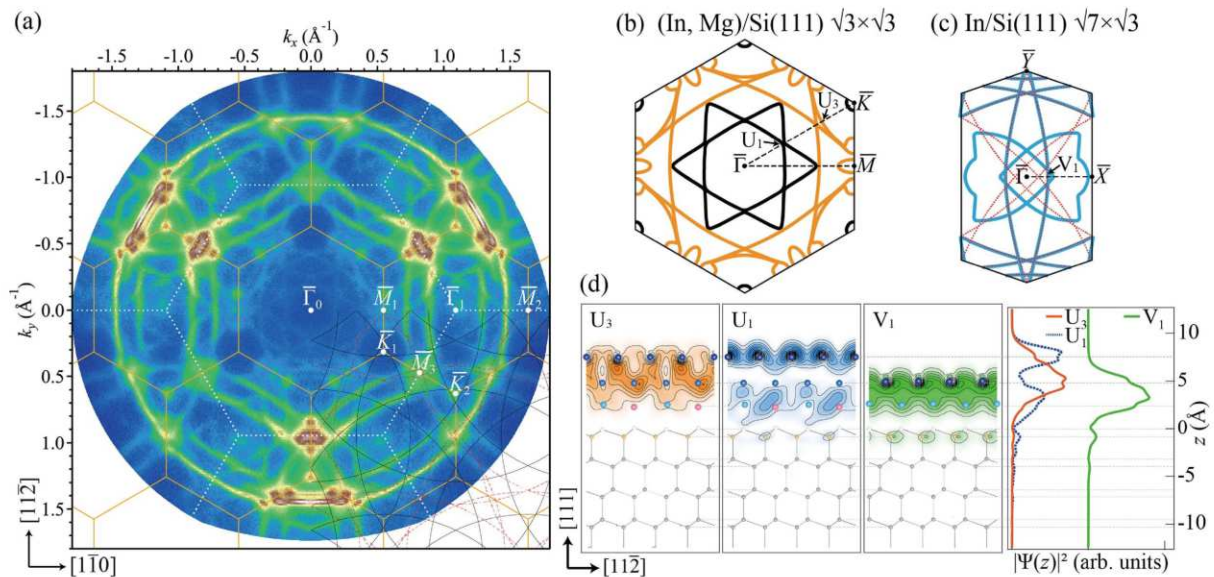 (a)
k_x (Å⁻¹)
-1.5 -1.0 -0.5 0.0 0.5 1.0 1.5
k_y (Å⁻¹)
-1.5
-1.0
-0.5
0.0
0.5
1.0
1.5
Γ̅₀ M̅₁ Γ̅₁ M̅₂
K̅₁
M̅
K̅₂
[112̅]
[11̅0]
(b) (In, Mg)/Si(111) √3×√3
U₃ K̅
U₁
Γ̅ M̅
(c) In/Si(111) √7×√3
Y̅
V₁
Γ̅ X̅
(d)
U₃ U₁ V₁
[111]
[112̅]
U₃ V₁
U₁
10
5
0
-5
-10
z (Å)
|Ψ(z)|² (arb. units)